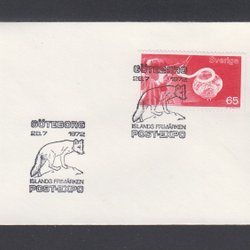 GÖTEBORG
20.7 1972
Sverige
65
ISLANDS FRIMÄRKEN
POST-EXPO
GÖTEBORG
20.7 1972
ISLANDS FRIMÄRKEN
POST-EXPO